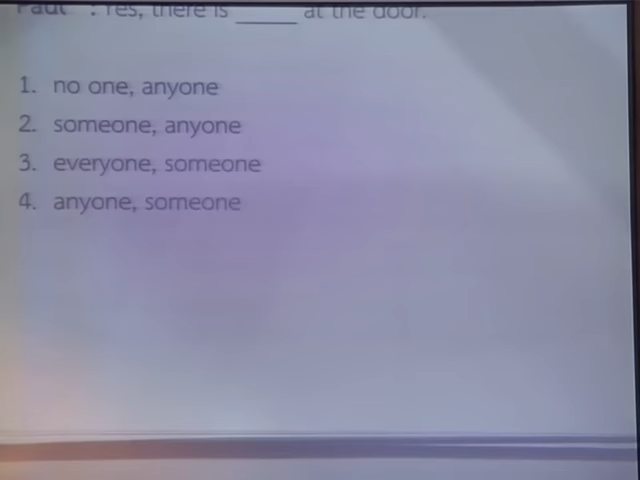 Paul : Yes, there is _____ at the door.
1. no one, anyone
2. someone, anyone
3. everyone, someone
4. anyone, someone